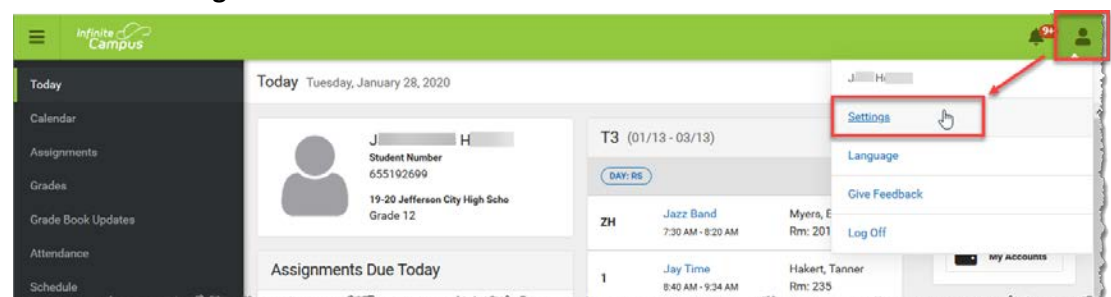 Infinite
Campus
9+
Today
Calendar
Assignments
Grades
Grade Book Updates
Attendance
Schedule
Today Tuesday, January 28, 2020
J H
Student Number
655192699
19-20 Jefferson City High Scho
Grade 12
Assignments Due Today
T3 (01/13 - 03/13)
DAY: R5
ZH Jazz Band Myers, E
7:30 AM - 8:20 AM Rm: 201
1 Jay Time Hakert, Tanner
8:40 AM - 9:34 AM Rm: 235
J H
Settings
Language
Give Feedback
Log Off
My Accounts